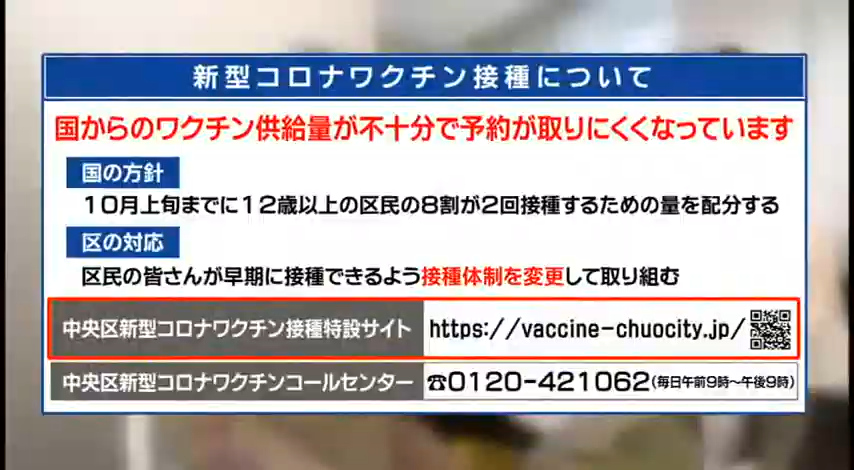 新型コロナワクチン接種について
国からのワクチン供給量が不十分で予約が取りにくくなっています
国の方針
10月上旬までに12歳以上の区民の8割が2回接種するための量を配分する
区の対応
区民の皆さんが早期に接種できるよう接種体制を変更して取り組む
中央区新型コロナワクチン接種特設サイト https://vaccine-chuocity.jp/
中央区新型コロナワクチンコールセンター ☎0120-421062(毎日午前9時~午後9時)